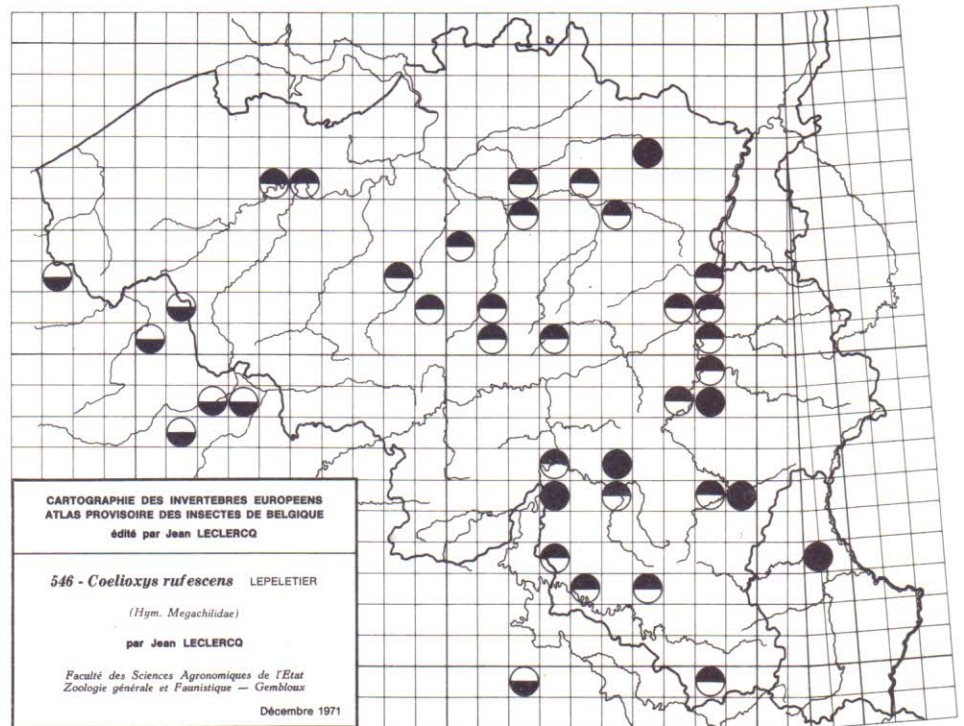 CARTOGRAPHIE DES INVERTEBRES EUROPEENS
ATLAS PROVISOIRE DES INSECTES DE BELGIQUE
édité par Jean LECLERCQ
546 - Coelioxys rufescens LEPELETIER
(Hym. Megachilidae)
par Jean LECLERCQ
Faculté des Sciences Agronomiques de l'Etat
Zoologie générale et Faunistique — Gembloux
Décembre 1971